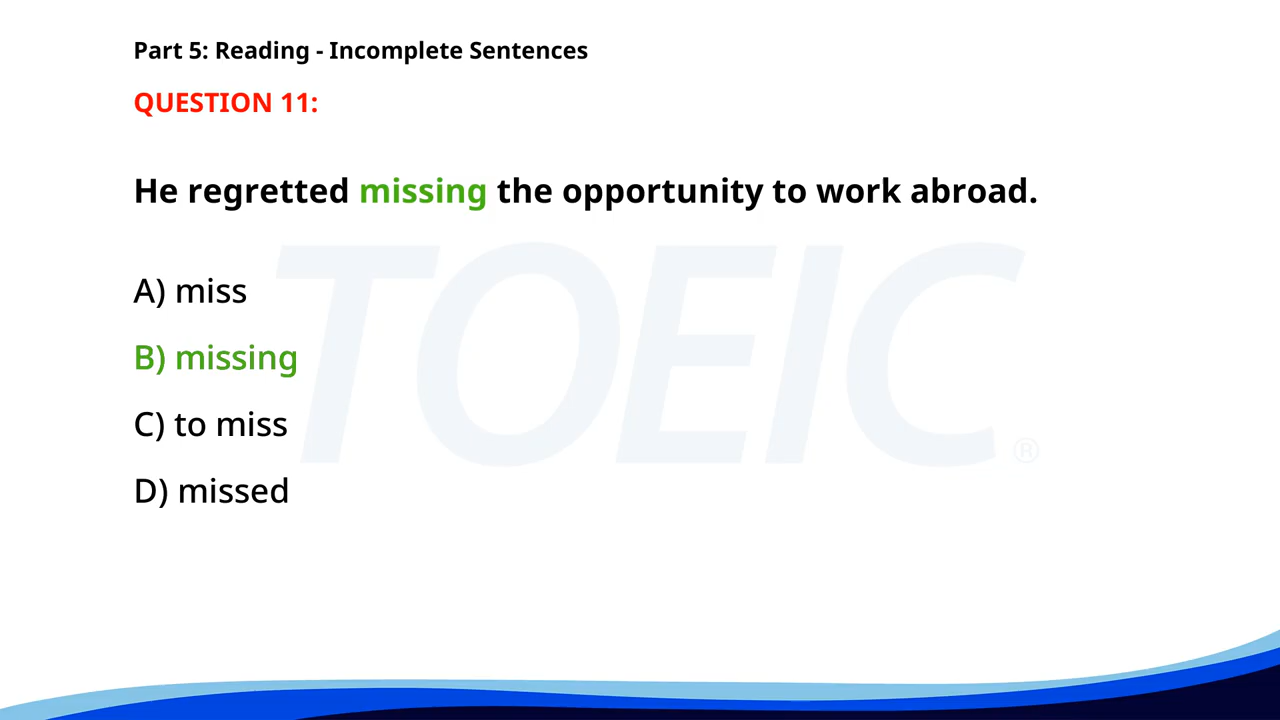 Part 5: Reading - Incomplete Sentences
QUESTION 11:
He regretted missing the opportunity to work abroad.
TOEIC®
A) miss
B) missing
C) to miss
D) missed